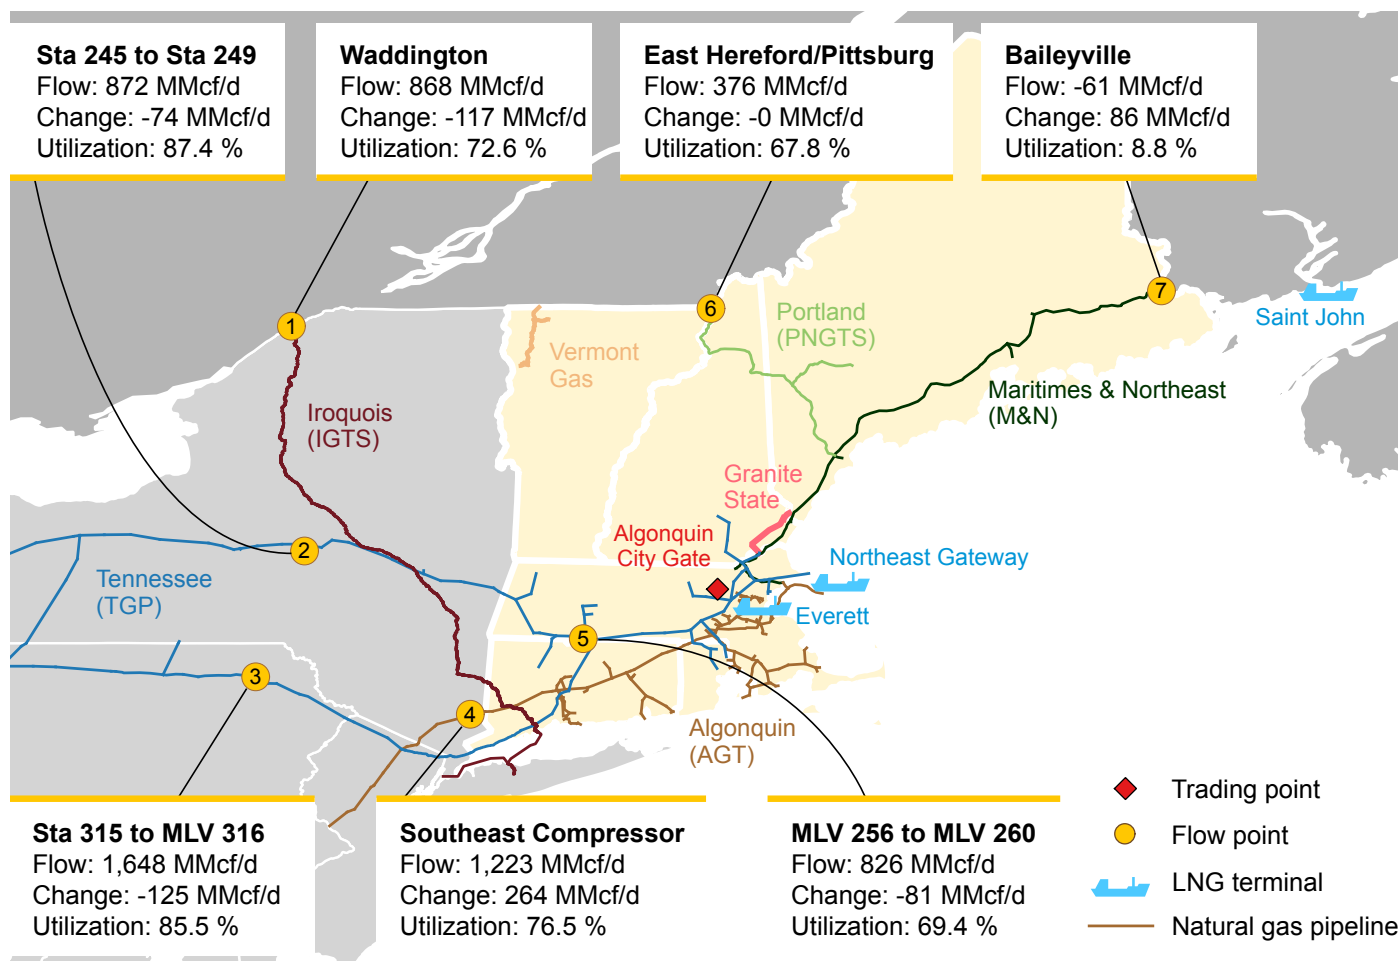 Sta 245 to Sta 249
Flow: 872 MMcf/d
Change: -74 MMcf/d
Utilization: 87.4 %
Waddington
Flow: 868 MMcf/d
Change: -117 MMcf/d
Utilization: 72.6 %
East Hereford/Pittsburg
Flow: 376 MMcf/d
Change: -0 MMcf/d
Utilization: 67.8 %
Baileyville
Flow: -61 MMcf/d
Change: 86 MMcf/d
Utilization: 8.8 %
7
6
1
Saint John
Portland
(PNGTS)
Vermont
Gas
Maritimes & Northeast
(M&N)
Iroquois
(IGTS)
Granite
State
Algonquin
City Gate
2
Northeast Gateway
Tennessee
(TGP)
Everett
5
3
4
Algonquin
(AGT)
Sta 315 to MLV 316
Flow: 1,648 MMcf/d
Change: -125 MMcf/d
Utilization: 85.5 %
Southeast Compressor
Flow: 1,223 MMcf/d
Change: 264 MMcf/d
Utilization: 76.5 %
MLV 256 to MLV 260
Flow: 826 MMcf/d
Change: -81 MMcf/d
Utilization: 69.4 %
Trading point
Flow point
LNG terminal
Natural gas pipeline